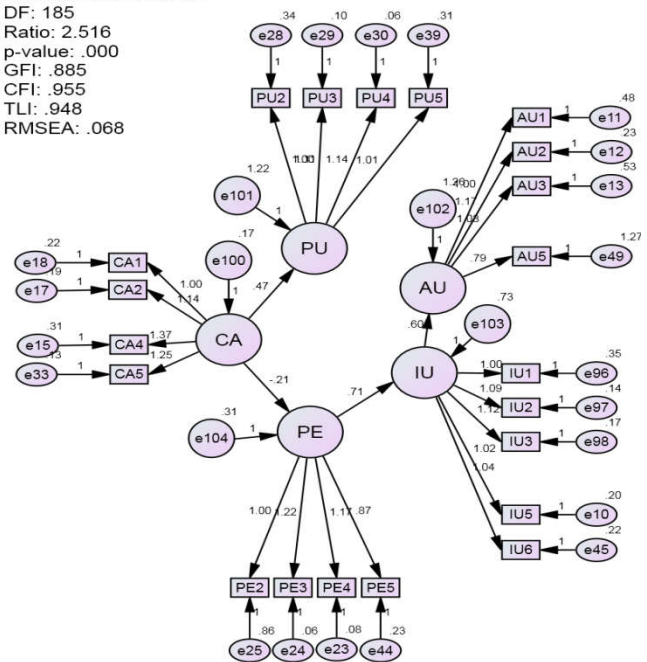 DF: 185
Ratio: 2.516
p-value: .000
GFI: .885
CFI: .955
TLI: .948
RMSEA: .068
.34 .10 .06 .31
e28 e29 e30 e39
1 1 1 1
PU2 PU3 PU4 PU5
1.14 1.01
1.22
e101
1
PU
.47
.17
e100
1
CA
.22
e18 1 CA1
e17 1 CA2
1.00
1.14
.31
e15 1 CA4
1.37
e33 1 CA5
1.25
-.21
.31
e104 1
PE
.71
1.00 1.22 1.17 .87
PE2 PE3 PE4 PE5
1 1 1 1
.86 .06 .08 .23
e25 e24 e23 e44
AU1 1 e11 .48
AU2 1 e12 .23
AU3 1 e13 .53
AU5 1 e49 1.27
e102
1
1.17
.79
AU
.60
.73
e103
1
IU
1.00 IU1 1 e96 .35
1.09 IU2 1 e97 .14
1.12 IU3 1 e98 .17
1.02
1.04
IU5 1 e10 .20
IU6 1 e45 .22